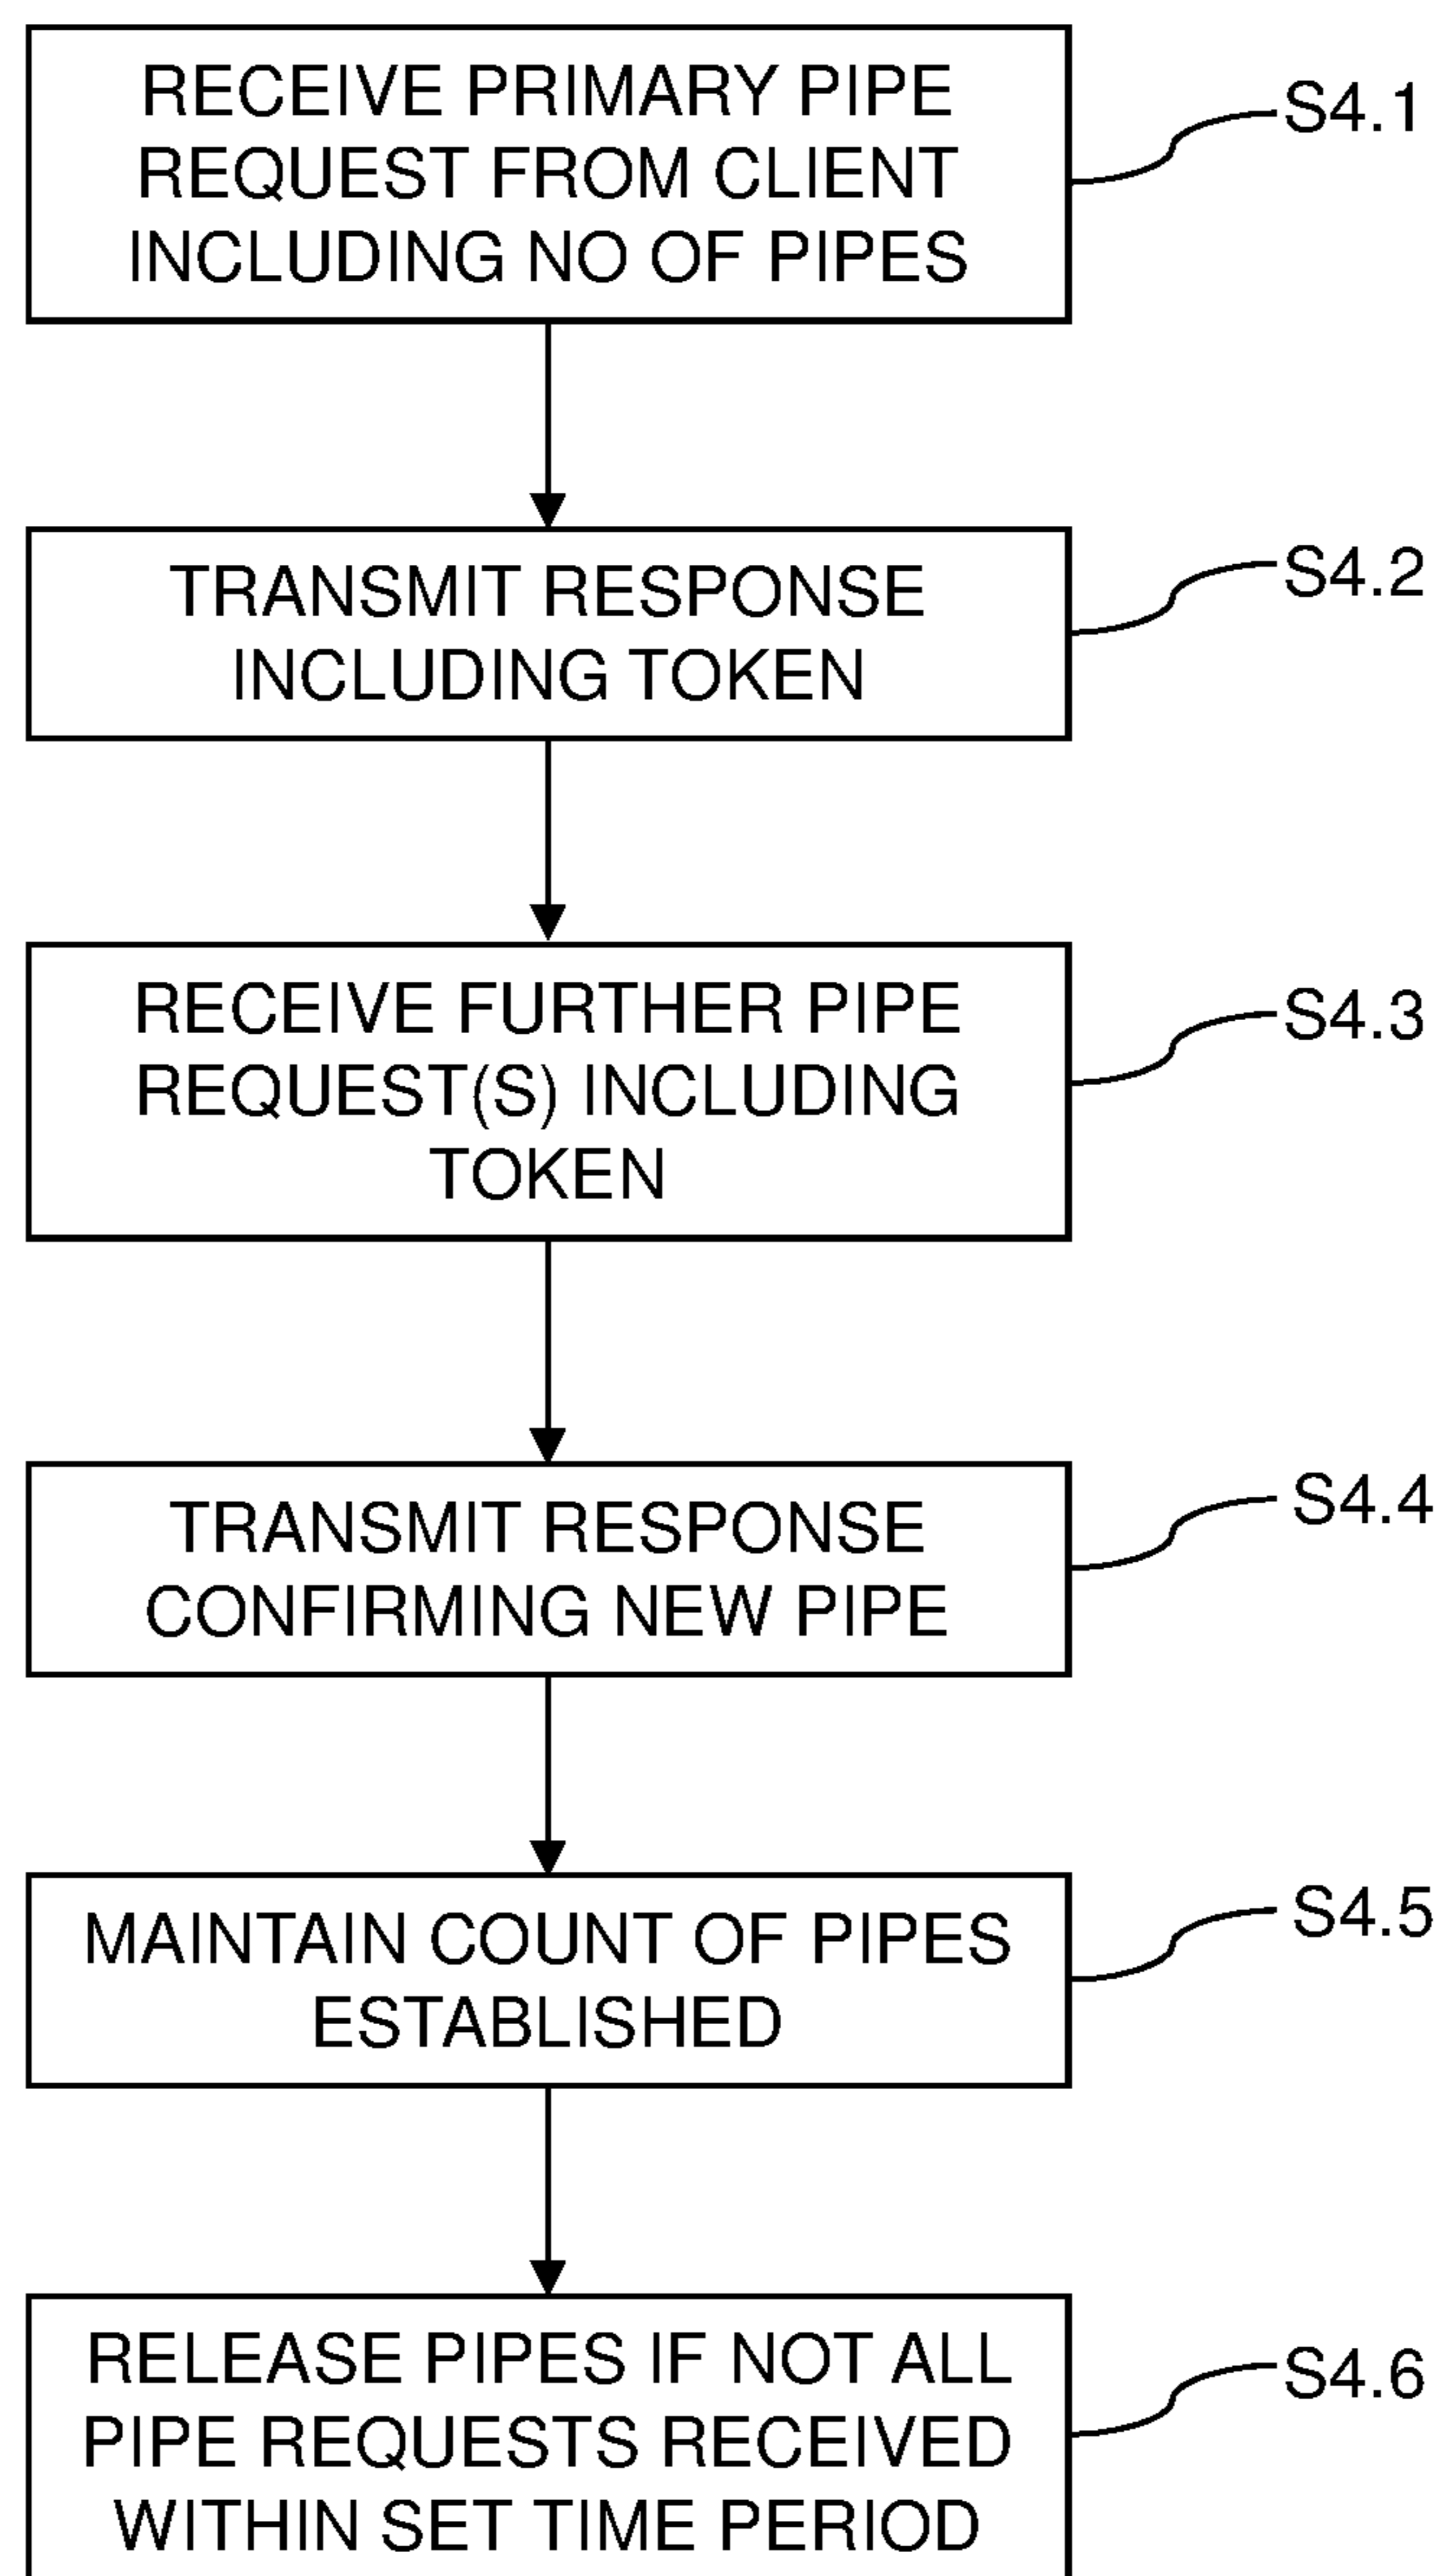 RECEIVE PRIMARY PIPE
REQUEST FROM CLIENT
INCLUDING NO OF PIPES
S4.1
TRANSMIT RESPONSE
INCLUDING TOKEN
S4.2
RECEIVE FURTHER PIPE
REQUEST(S) INCLUDING
TOKEN
S4.3
TRANSMIT RESPONSE
CONFIRMING NEW PIPE
S4.4
MAINTAIN COUNT OF PIPES
ESTABLISHED
S4.5
RELEASE PIPES IF NOT ALL
PIPE REQUESTS RECEIVED
WITHIN SET TIME PERIOD
S4.6